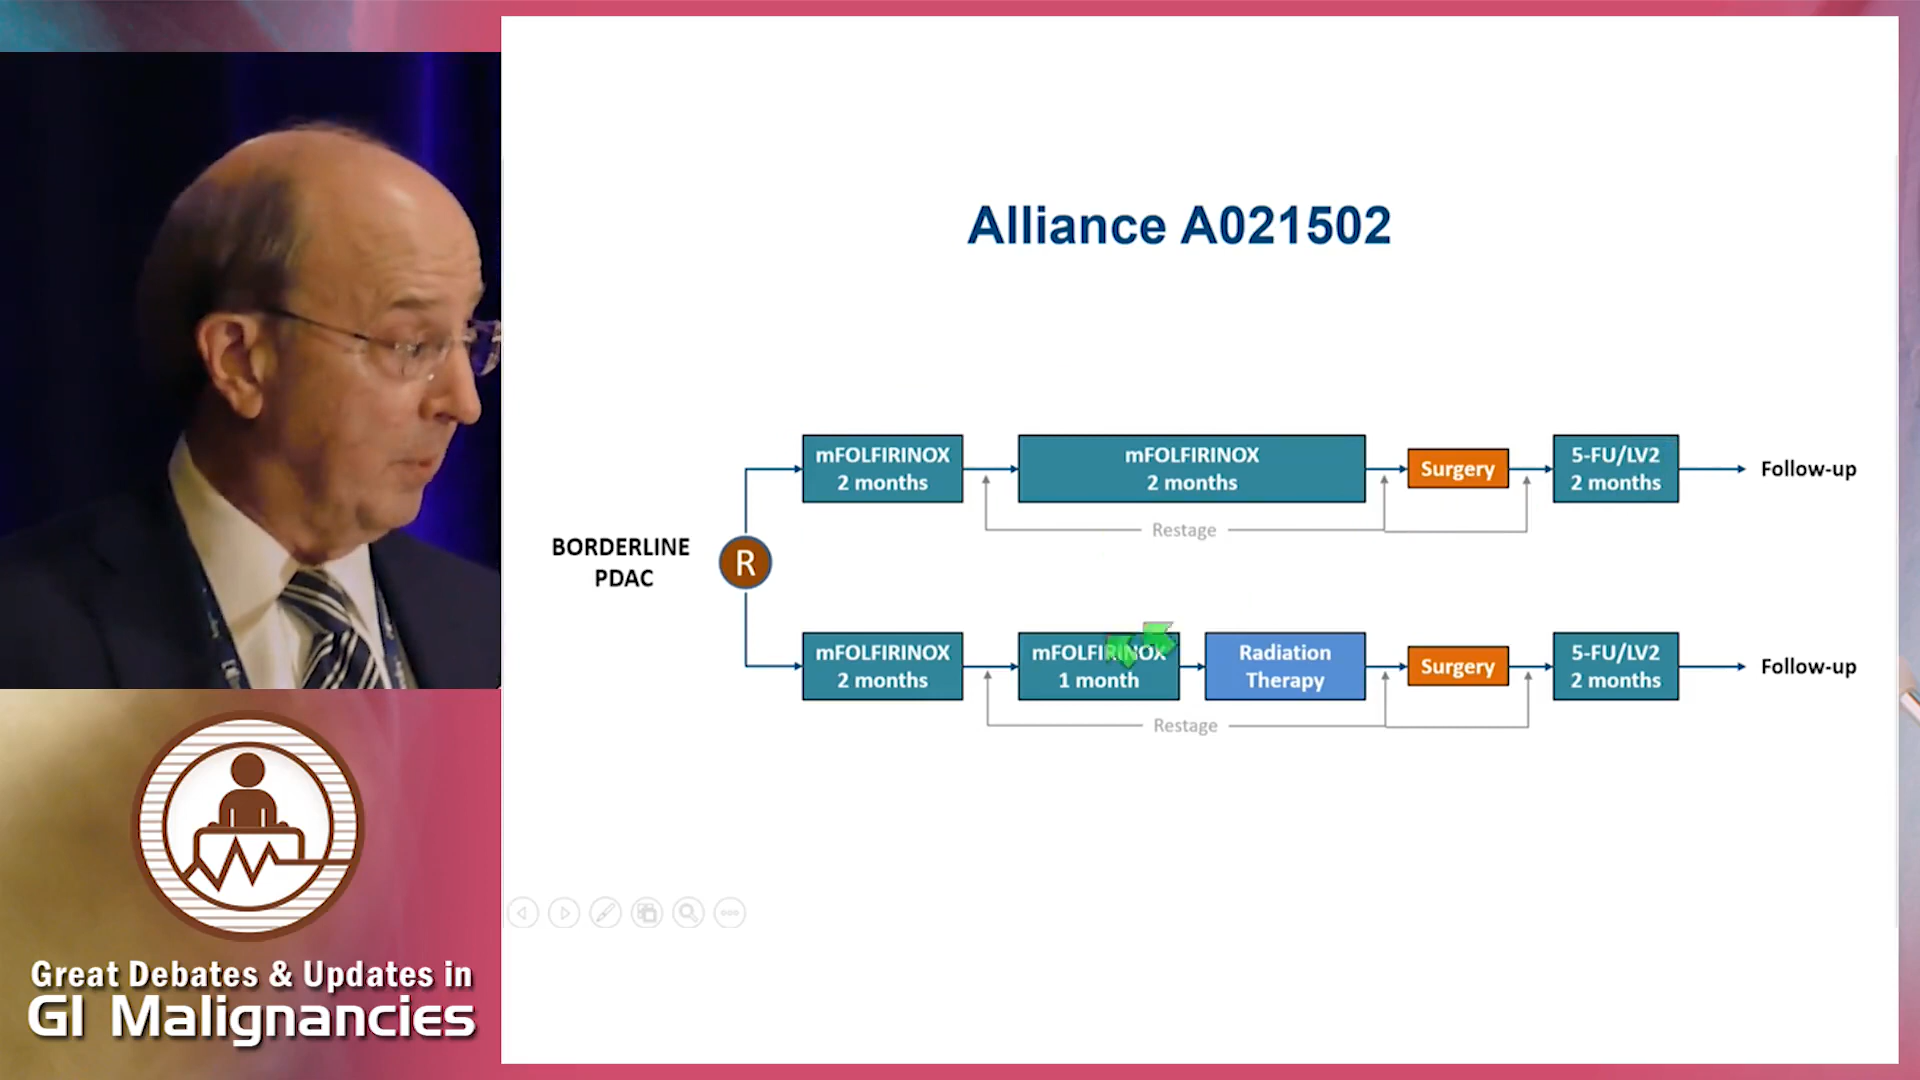 Alliance A021502
BORDERLINE
PDAC
R
mFOLFIRINOX
2 months
mFOLFIRINOX
2 months
Surgery
5-FU/LV2
2 months
Follow-up
Restage
mFOLFIRINOX
2 months
mFOLFIRINOX
1 month
Radiation
Therapy
Surgery
5-FU/LV2
2 months
Follow-up
Restage
Great Debates & Updates in
GI Malignancies